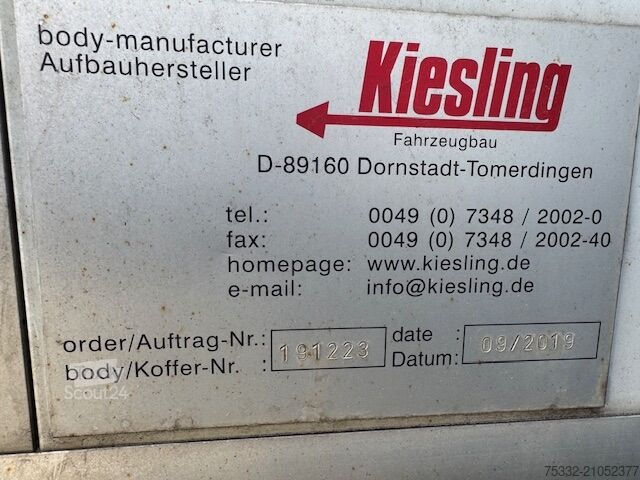 body-manufacturer
Aufbauhersteller
Kiesling
Fahrzeugbau
D-89160 Dornstadt-Tomerdingen
tel.: 0049 (0) 7348 / 2002-0
fax: 0049 (0) 7348 / 2002-40
homepage: www.kiesling.de
e-mail: info@kiesling.de
order/Auftrag-Nr.: 191223 date : 09/2019
body/Koffer-Nr. : Datum:
Scout24
75332-21052377